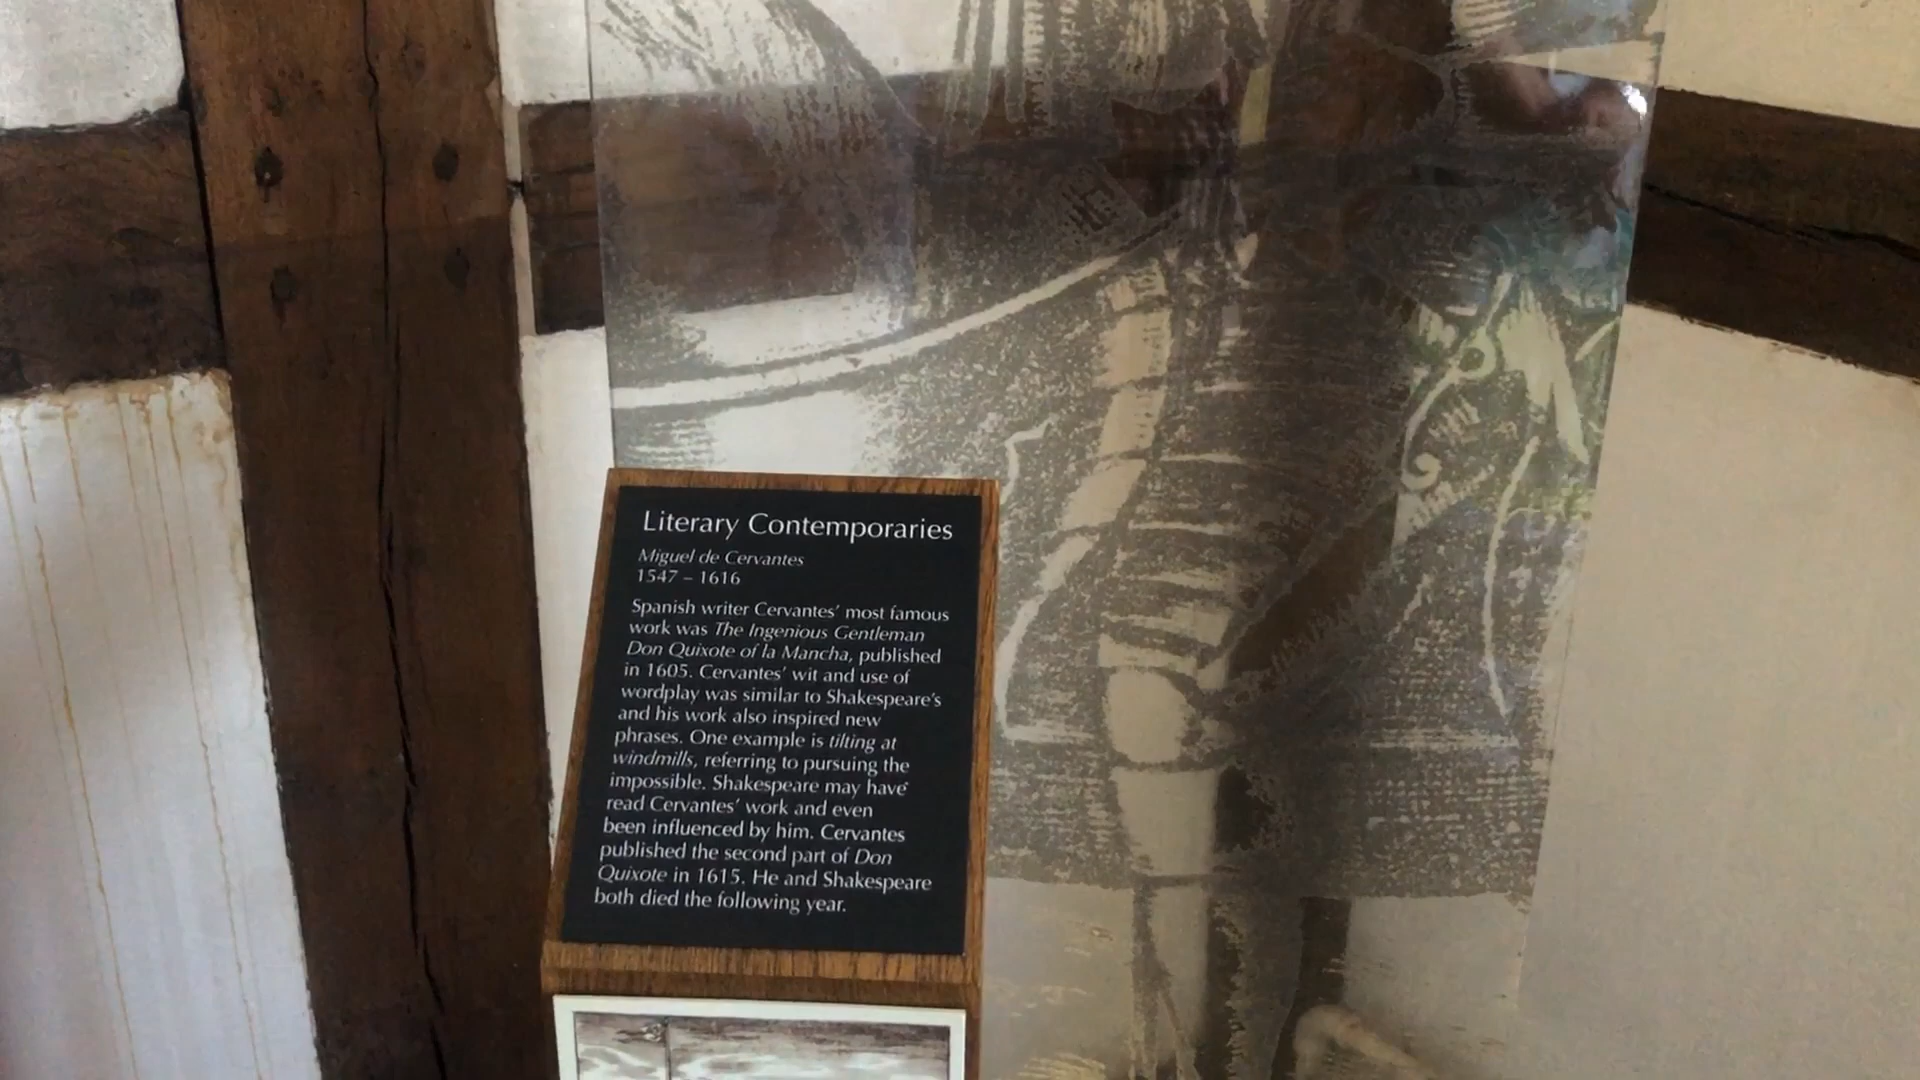 Literary Contemporaries
Miguel de Cervantes
1547 – 1616
Spanish writer Cervantes’ most famous
work was The Ingenious Gentleman
Don Quixote of la Mancha, published
in 1605. Cervantes’ wit and use of
wordplay was similar to Shakespeare’s
and his work also inspired new
phrases. One example is tilting at
windmills, referring to pursuing the
impossible. Shakespeare may have
read Cervantes’ work and even
been influenced by him. Cervantes
published the second part of Don
Quixote in 1615. He and Shakespeare
both died the following year.